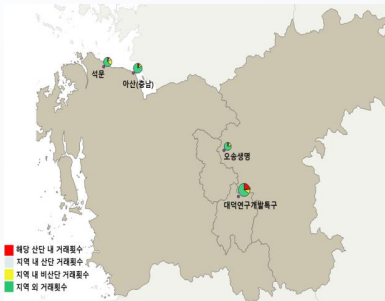 석문
아산(충남)
오송생명
대덕연구개발특구
해당 산단 내 거래횟수
지역 내 산단 거래횟수
지역 내 비산단 거래횟수
지역 외 거래횟수